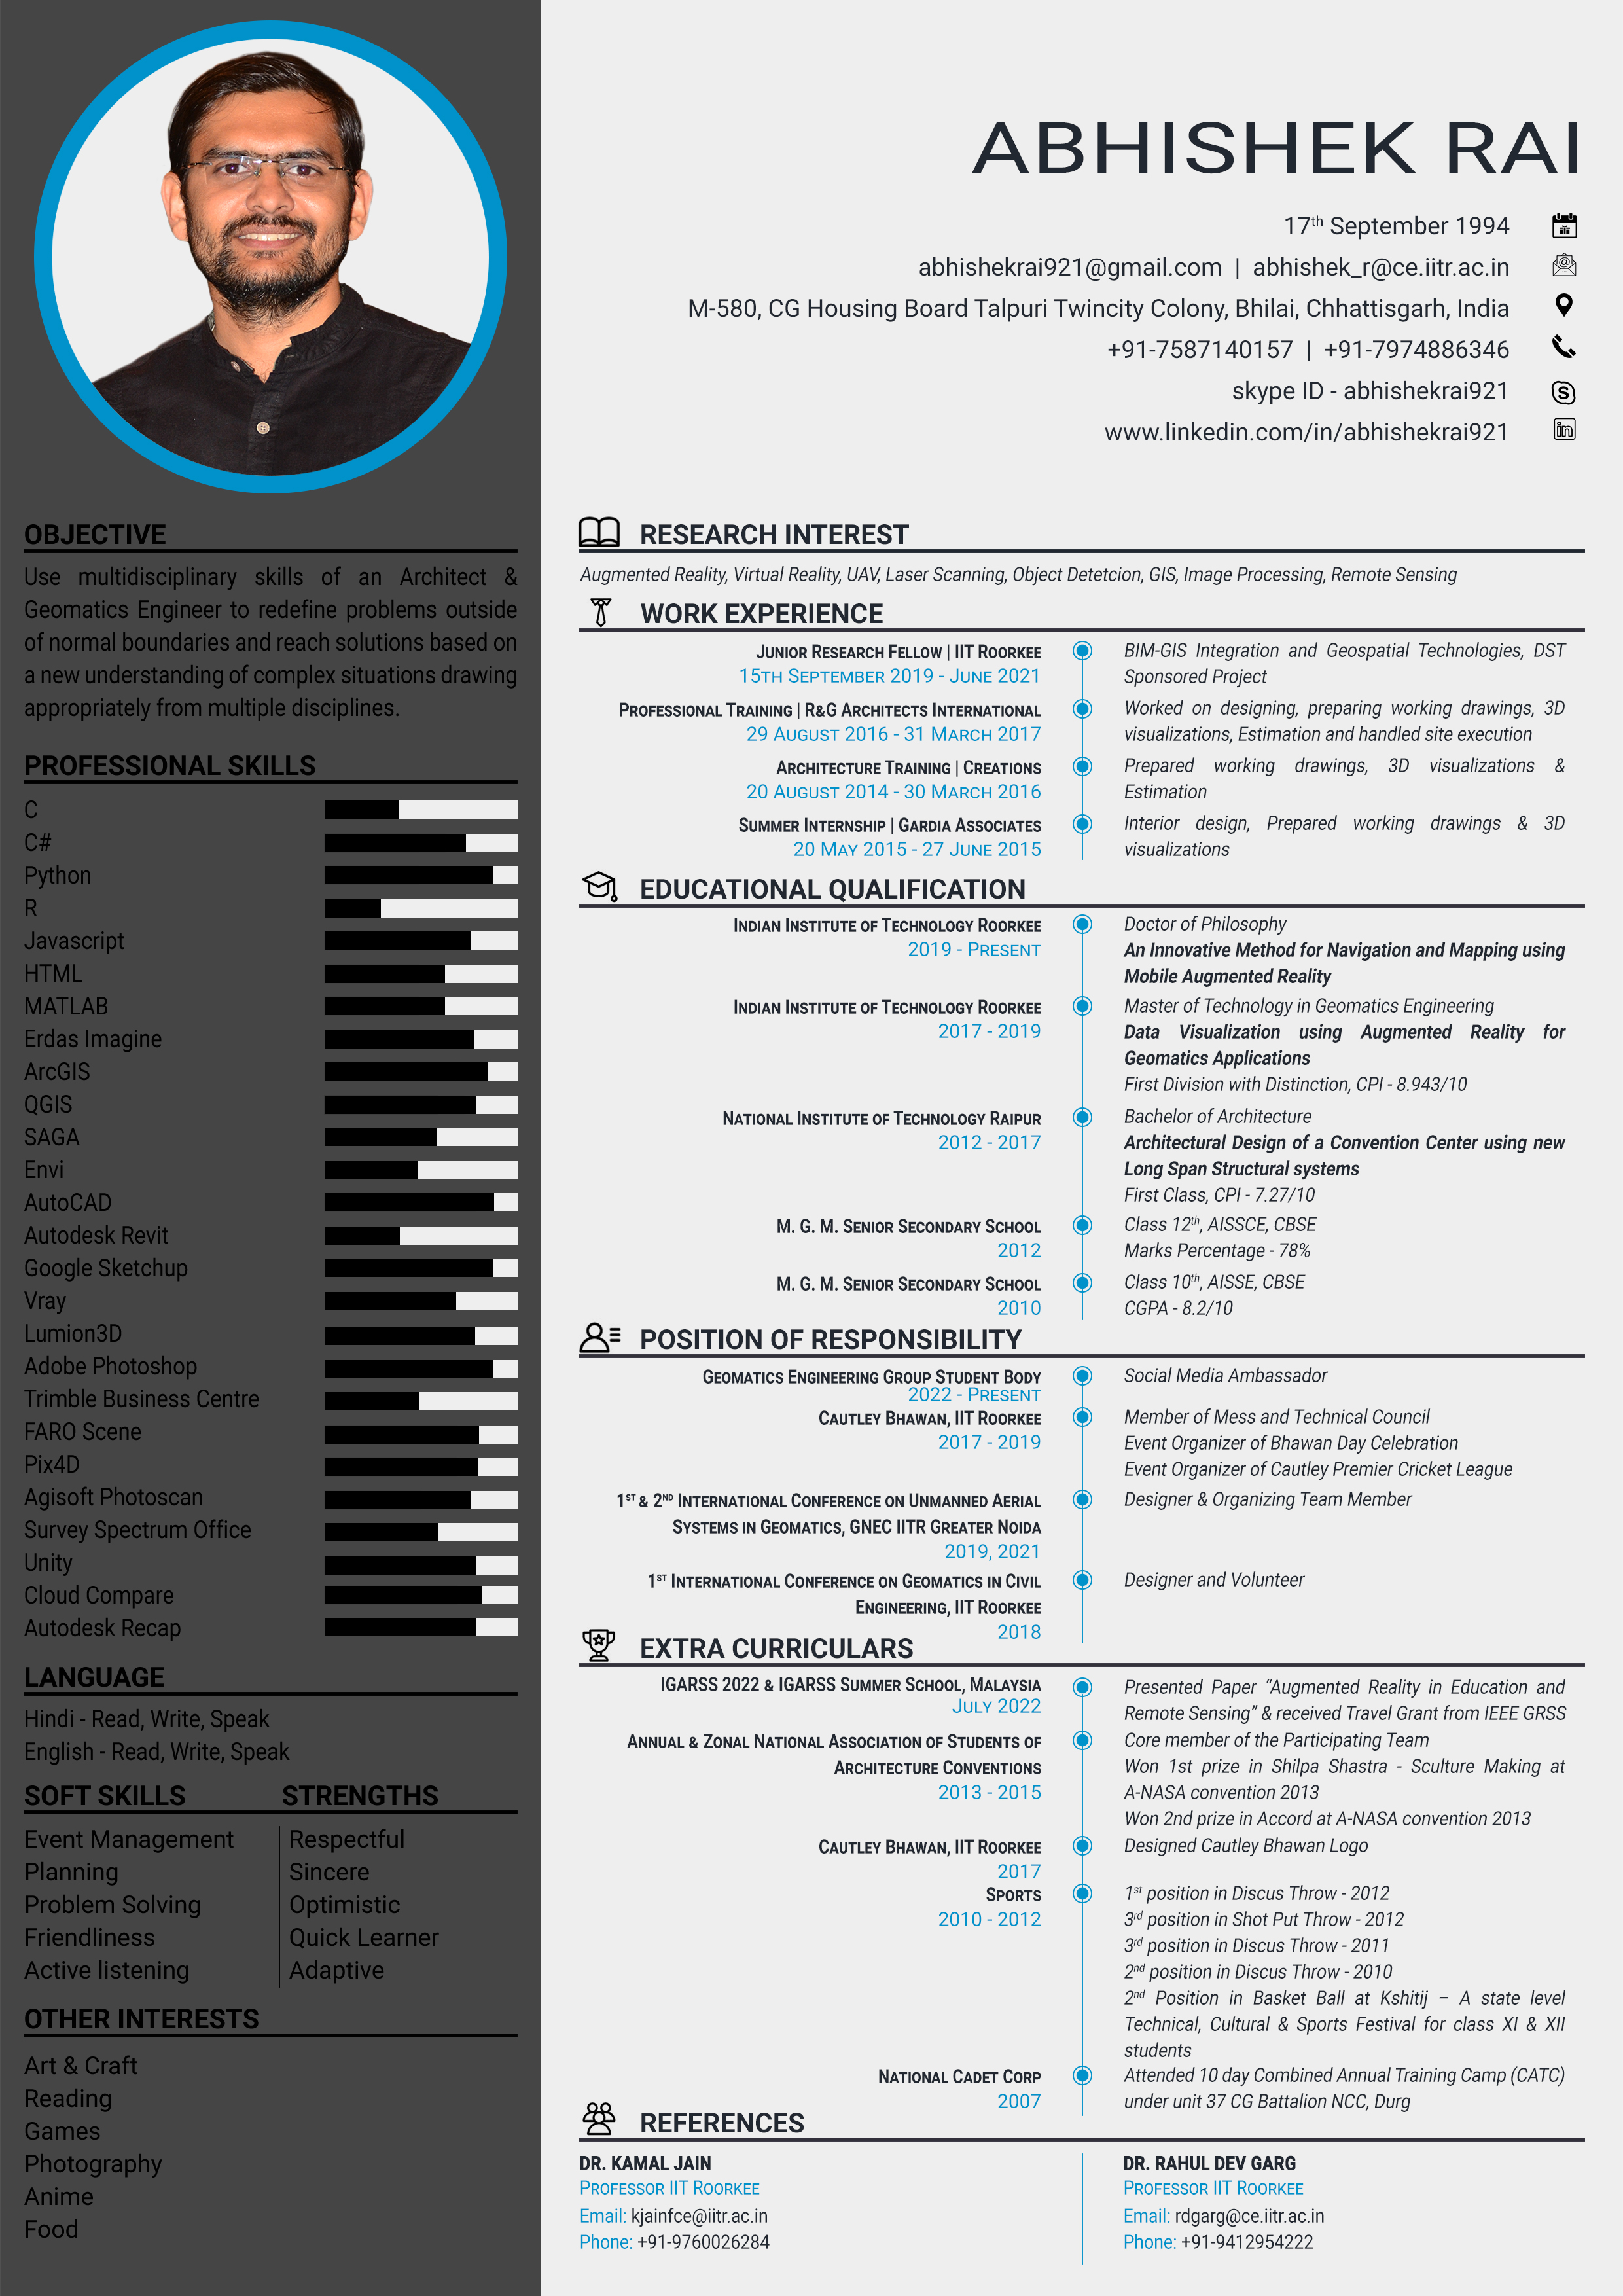 ABHISHEK RAI
17th September 1994
abhishekrai921@gmail.com | abhishek_r@ce.iitr.ac.in
M-580, CG Housing Board Talpuri Twincity Colony, Bhilai, Chhattisgarh, India
+91-7587140157 | +91-7974886346
skype ID - abhishekrai921
www.linkedin.com/in/abhishekrai921
OBJECTIVE
Use multidisciplinary skills of an Architect &
Geomatics Engineer to redefine problems outside
of normal boundaries and reach solutions based on
a new understanding of complex situations drawing
appropriately from multiple disciplines.
PROFESSIONAL SKILLS
C
C#
Python
R
Javascript
HTML
MATLAB
Erdas Imagine
ArcGIS
QGIS
SAGA
Envi
AutoCAD
Autodesk Revit
Google Sketchup
Vray
Lumion3D
Adobe Photoshop
Trimble Business Centre
FARO Scene
Pix4D
Agisoft Photoscan
Survey Spectrum Office
Unity
Cloud Compare
Autodesk Recap
LANGUAGE
Hindi - Read, Write, Speak
English - Read, Write, Speak
SOFT SKILLS
Event Management
Planning
Problem Solving
Friendliness
Active listening
STRENGTHS
Respectful
Sincere
Optimistic
Quick Learner
Adaptive
OTHER INTERESTS
Art & Craft
Reading
Games
Photography
Anime
Food
RESEARCH INTEREST
Augmented Reality, Virtual Reality, UAV, Laser Scanning, Object Detetcion, GIS, Image Processing, Remote Sensing
WORK EXPERIENCE
Junior Research Fellow | IIT Roorkee
15th September 2019 - June 2021
BIM-GIS Integration and Geospatial Technologies, DST
Sponsored Project
Professional Training | R&G Architects International
29 August 2016 - 31 March 2017
Worked on designing, preparing working drawings, 3D
visualizations, Estimation and handled site execution
Architecture Training | Creations
20 August 2014 - 30 March 2016
Prepared working drawings, 3D visualizations &
Estimation
Summer Internship | Gardia Associates
20 May 2015 - 27 June 2015
Interior design, Prepared working drawings & 3D
visualizations
EDUCATIONAL QUALIFICATION
Indian Institute of Technology Roorkee
2019 - Present
Doctor of Philosophy
An Innovative Method for Navigation and Mapping using
Mobile Augmented Reality
Indian Institute of Technology Roorkee
2017 - 2019
Master of Technology in Geomatics Engineering
Data Visualization using Augmented Reality for
Geomatics Applications
First Division with Distinction, CPI - 8.943/10
National Institute of Technology Raipur
2012 - 2017
Bachelor of Architecture
Architectural Design of a Convention Center using new
Long Span Structural systems
First Class, CPI - 7.27/10
M. G. M. Senior Secondary School
2012
Class 12th, AISSCE, CBSE
Marks Percentage - 78%
M. G. M. Senior Secondary School
2010
Class 10th, AISSE, CBSE
CGPA - 8.2/10
POSITION OF RESPONSIBILITY
Geomatics Engineering Group Student Body
2022 - Present
Social Media Ambassador
Cautley Bhawan, IIT Roorkee
2017 - 2019
Member of Mess and Technical Council
Event Organizer of Bhawan Day Celebration
Event Organizer of Cautley Premier Cricket League
1st & 2nd International Conference on Unmanned Aerial
Systems in Geomatics, GNEC IITR Greater Noida
2019, 2021
Designer & Organizing Team Member
1st International Conference on Geomatics in Civil
Engineering, IIT Roorkee
2018
Designer and Volunteer
EXTRA CURRICULARS
IGARSS 2022 & IGARSS Summer School, Malaysia
July 2022
Presented Paper “Augmented Reality in Education and
Remote Sensing” & received Travel Grant from IEEE GRSS
Annual & Zonal National Association of Students of
Architecture Conventions
2013 - 2015
Core member of the Participating Team
Won 1st prize in Shilpa Shastra - Sculture Making at
A-NASA convention 2013
Won 2nd prize in Accord at A-NASA convention 2013
Cautley Bhawan, IIT Roorkee
2017
Designed Cautley Bhawan Logo
Sports
2010 - 2012
1st position in Discus Throw - 2012
3rd position in Shot Put Throw - 2012
3rd position in Discus Throw - 2011
2nd position in Discus Throw - 2010
2nd Position in Basket Ball at Kshitij – A state level
Technical, Cultural & Sports Festival for class XI & XII
students
National Cadet Corp
2007
Attended 10 day Combined Annual Training Camp (CATC)
under unit 37 CG Battalion NCC, Durg
REFERENCES
DR. KAMAL JAIN
Professor IIT Roorkee
Email: kjainfce@iitr.ac.in
Phone: +91-9760026284
DR. RAHUL DEV GARG
Professor IIT Roorkee
Email: rdgarg@ce.iitr.ac.in
Phone: +91-9412954222